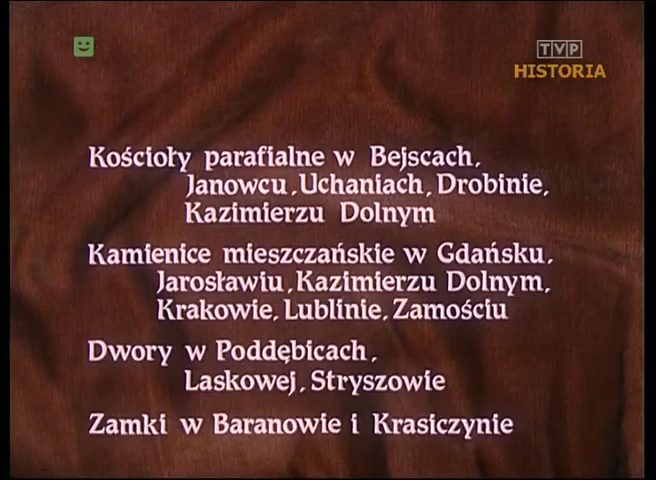 TVP
HISTORIA
Kościoły parafialne w Bejscach,
Janowcu, Uchaniach, Drobinie,
Kazimierzu Dolnym
Kamienice mieszczańskie w Gdańsku,
Jarosławiu, Kazimierzu Dolnym,
Krakowie, Lublinie, Zamościu
Dwory w Poddębicach,
Laskowej, Stryszowie
Zamki w Baranowie i Krasiczynie